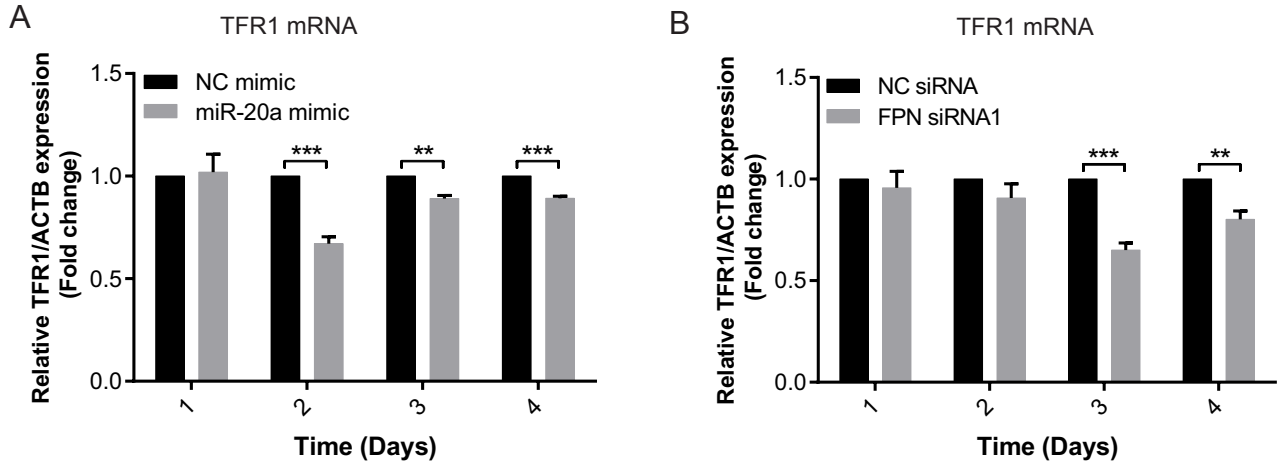 A
TFR1 mRNA
Relative TFR1/ACTB expression
(Fold change)
1.5
1.0
0.5
0.0
NC mimic
miR-20a mimic
***
**
***
1
2
3
4
Time (Days)
B
TFR1 mRNA
Relative TFR1/ACTB expression
(Fold change)
1.5
1.0
0.5
0.0
NC siRNA
FPN siRNA1
***
**
1
2
3
4
Time (Days)